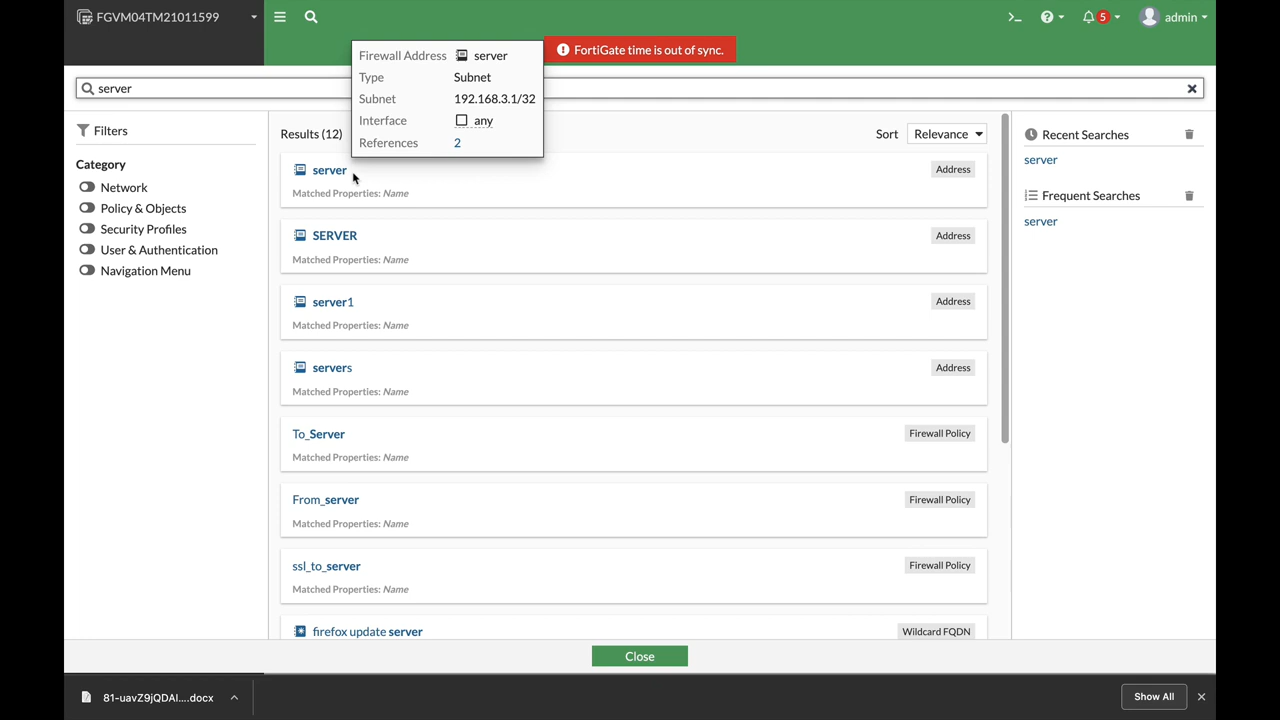 FGVM04TM21011599
5
admin
FortiGate time is out of sync.
Firewall Address server
Type Subnet
Subnet 192.168.3.1/32
Interface any
References 2
server
Filters
Category
Network
Policy & Objects
Security Profiles
User & Authentication
Navigation Menu
Results (12)
Sort Relevance
server Address
Matched Properties: Name
SERVER Address
Matched Properties: Name
server1 Address
Matched Properties: Name
servers Address
Matched Properties: Name
To_Server Firewall Policy
Matched Properties: Name
From_server Firewall Policy
Matched Properties: Name
ssl_to_server Firewall Policy
Matched Properties: Name
firefox update server Wildcard FQDN
Recent Searches
server
Frequent Searches
server
Close
81-uavZ9jQDAI....docx
Show All